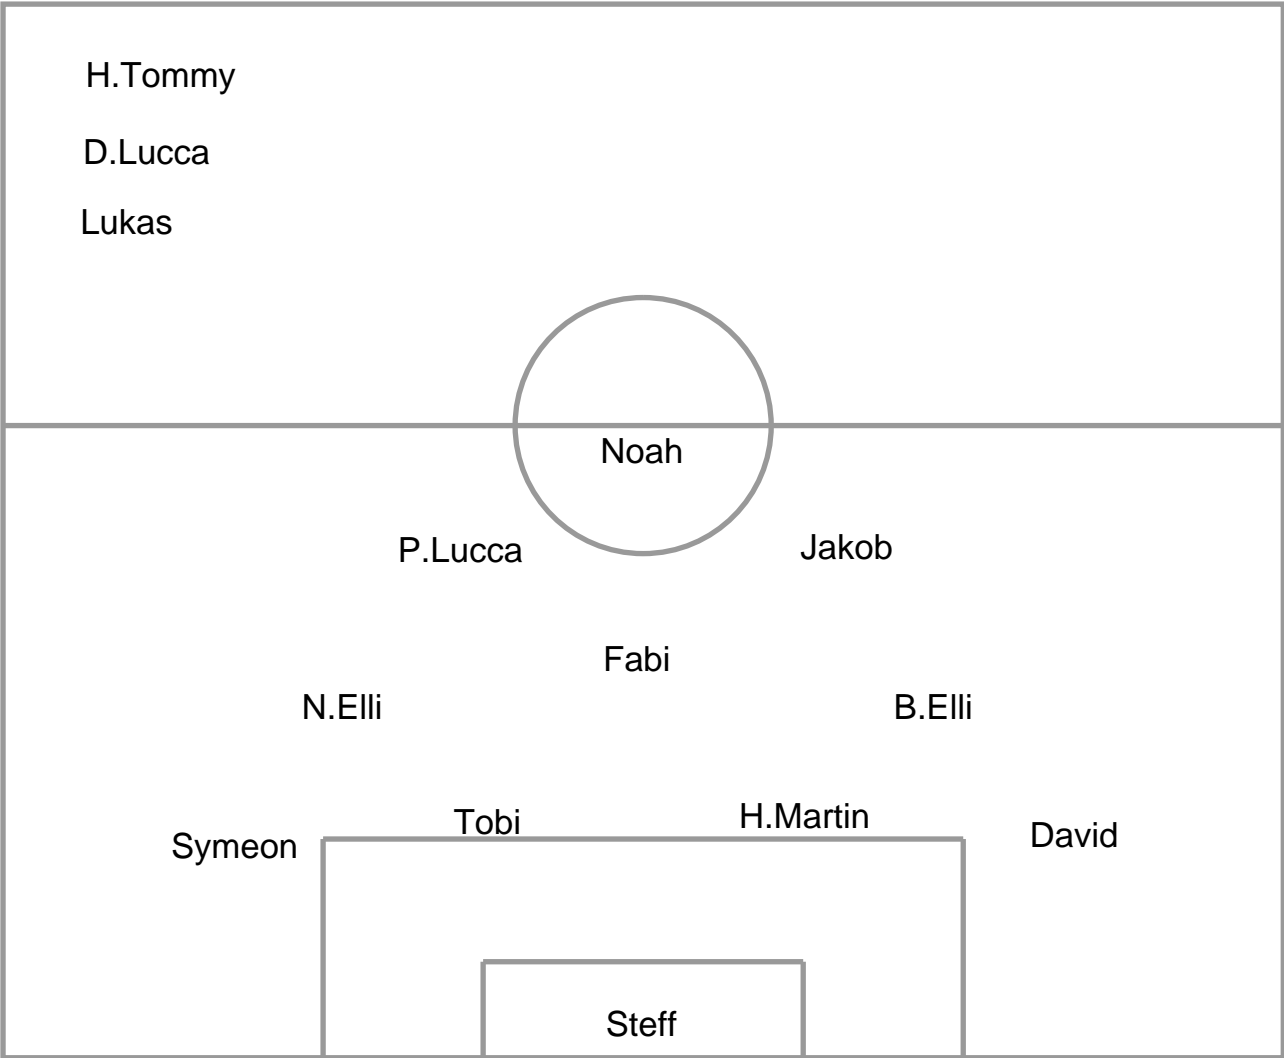 H.Tommy
D.Lucca
Lukas
Noah
P.Lucca
Jakob
Fabi
N.Elli
B.Elli
Tobi
H.Martin
Symeon
David
Steff